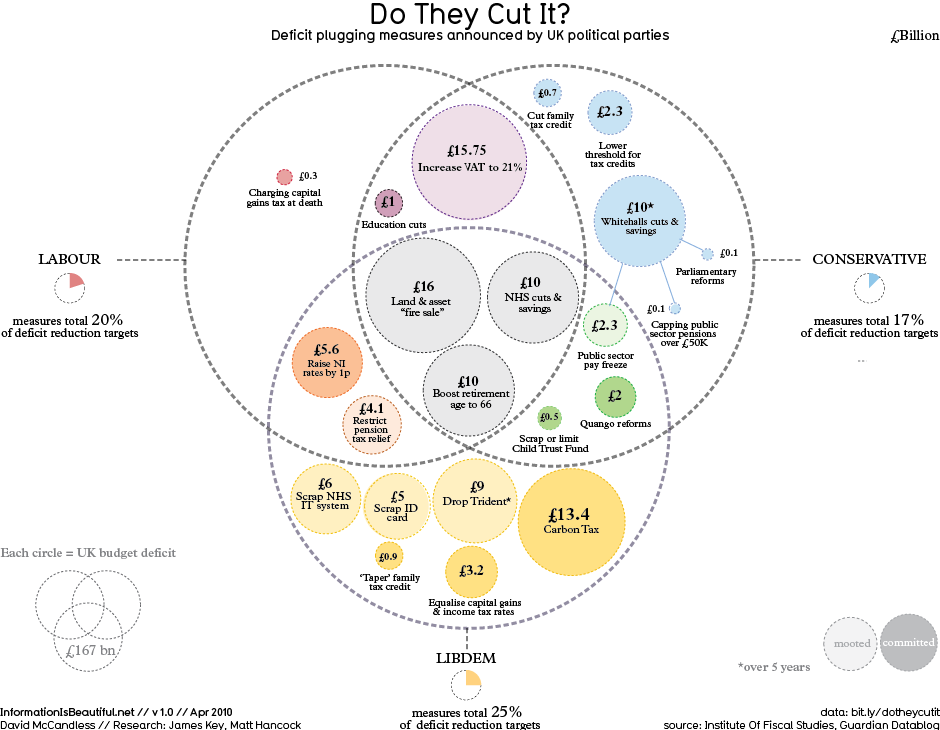 Do They Cut It?
Deficit plugging measures announced by UK political parties
£Billion
£0.7
Cut family
tax credit
£2.3
Lower
threshold for
tax credits
£15.75
Increase VAT to 21%
£0.3
Charging capital
gains tax at death
£1
Education cuts
£10*
Whitehalls cuts &
savings
£0.1
Parliamentary
reforms
£0.1
Capping public
sector pensions
over £50K
LABOUR
measures total 20%
of deficit reduction targets
CONSERVATIVE
measures total 17%
of deficit reduction targets
£16
Land & asset
“fire sale”
£10
NHS cuts &
savings
£2.3
Public sector
pay freeze
£5.6
Raise NI
rates by 1p
£10
Boost retirement
age to 66
£2
Quango reforms
£4.1
Restrict
pension
tax relief
£0.5
Scrap or limit
Child Trust Fund
£6
Scrap NHS
IT system
£5
Scrap ID
card
£9
Drop Trident*
£13.4
Carbon Tax
£0.9
‘Taper’ family
tax credit
£3.2
Equalise capital gains
& income tax rates
Each circle = UK budget deficit
£167 bn
LIBDEM
measures total 25%
of deficit reduction targets
mooted
committed
*over 5 years
InformationIsBeautiful.net // v 1.0 // Apr 2010
David McCandless // Research: James Key, Matt Hancock
data: bit.ly/dotheycutit
source: Institute Of Fiscal Studies, Guardian Datablog